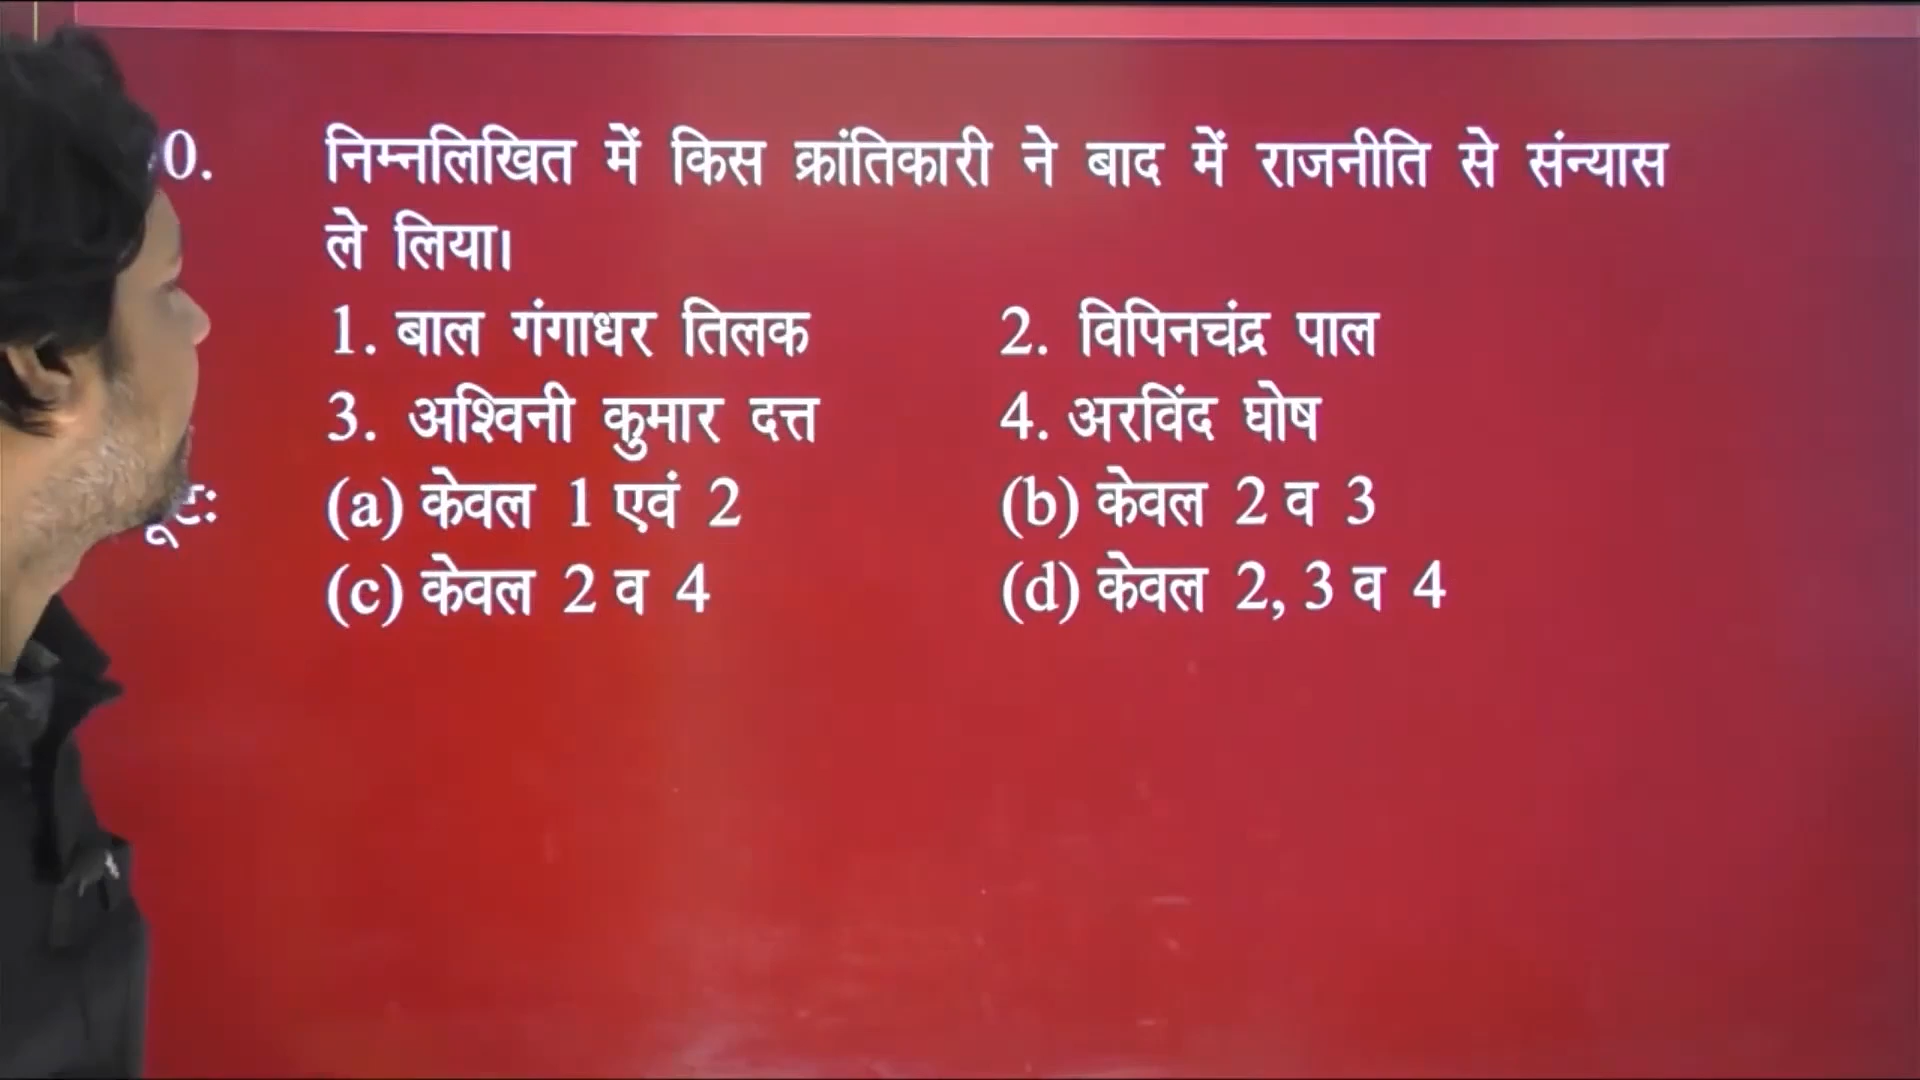 0. निम्नलिखित में किस क्रांतिकारी ने बाद में राजनीति से संन्यास
ले लिया।
1. बाल गंगाधर तिलक 2. विपिनचंद्र पाल
3. अश्विनी कुमार दत्त 4. अरविंद घोष
(a) केवल 1 एवं 2 (b) केवल 2 व 3
(c) केवल 2 व 4 (d) केवल 2, 3 व 4